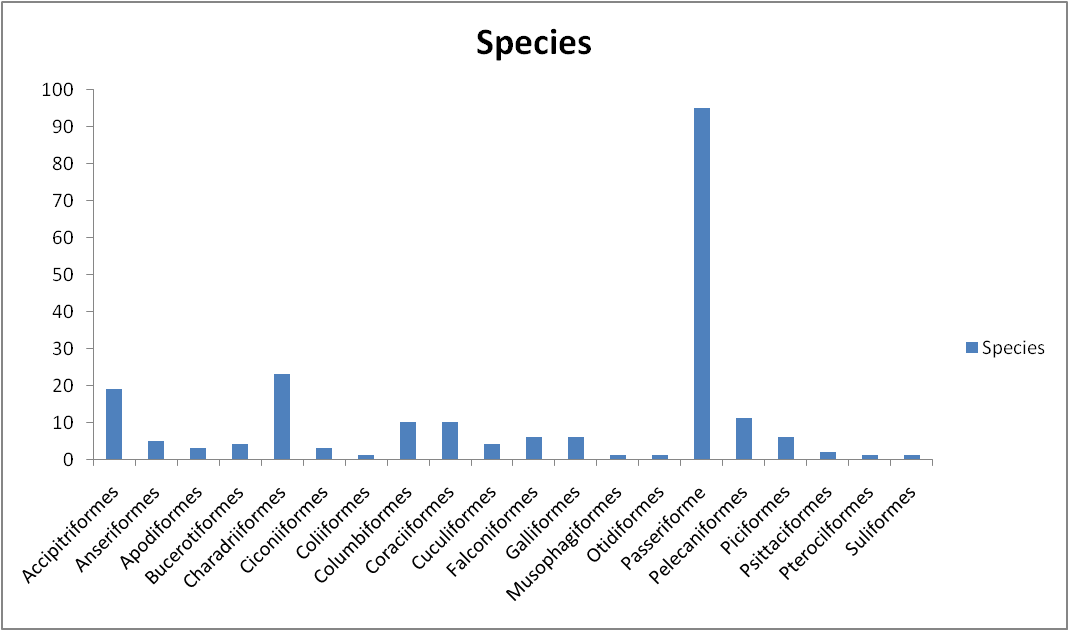 Species
100
90
80
70
60
50
40
30
20
10
0
Species
Accipitriformes
Anseriformes
Apodiformes
Bucerotiformes
Charadriiformes
Ciconiiformes
Coliiformes
Columbiformes
Coraciiformes
Cuculiformes
Falconiformes
Galliformes
Musophagiformes
Otidiformes
Passeriforme
Pelecaniformes
Piciformes
Psittaciformes
Pterocliformes
Suliformes